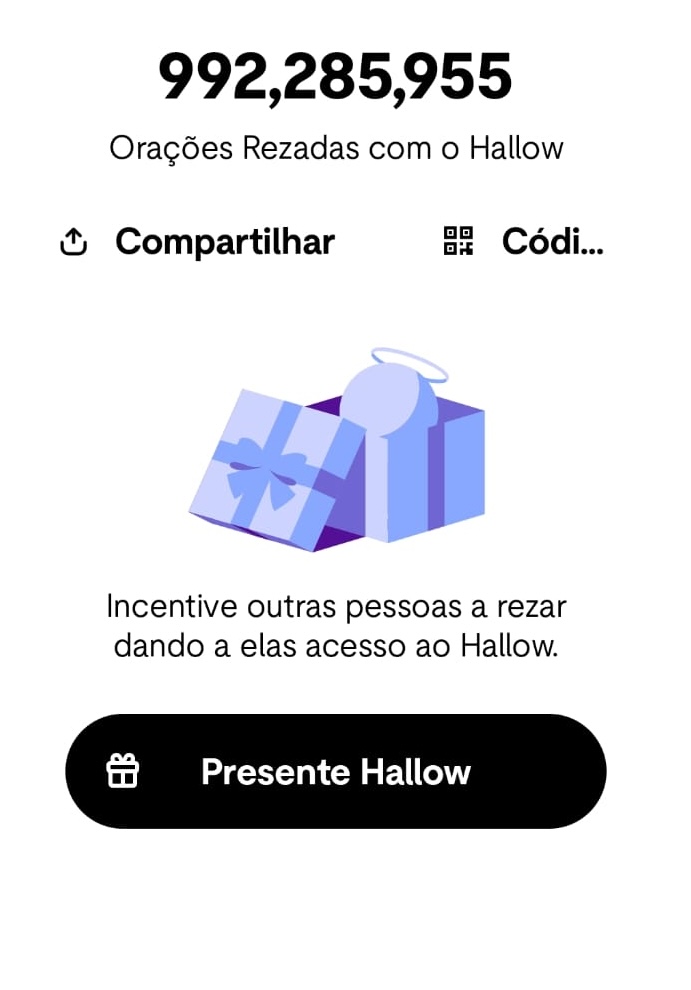 992,285,955
Orações Rezadas com o Hallow
Compartilhar
Códi...
Incentive outras pessoas a rezar
dando a elas acesso ao Hallow.
Presente Hallow